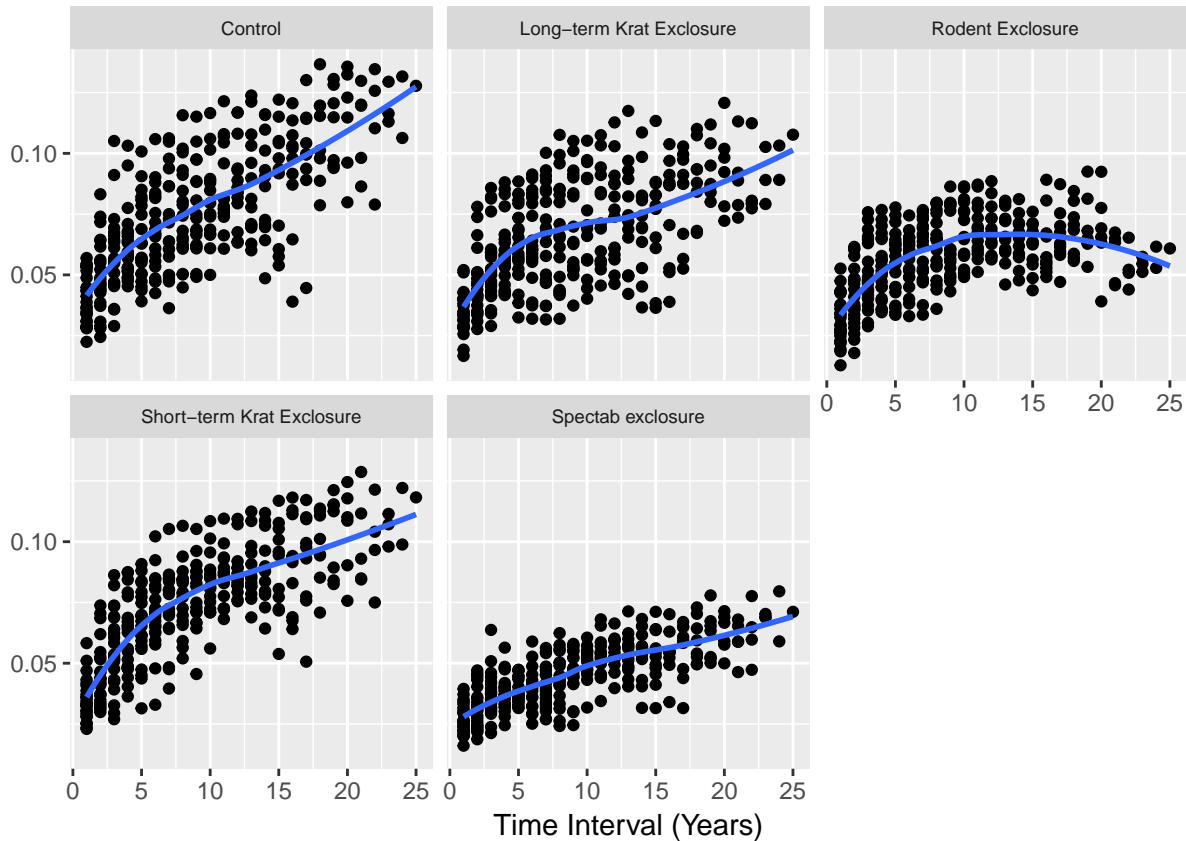 Control
Long−term Krat Exclosure
Rodent Exclosure
0.10
0.05
0 5 10 15 20 25
Short−term Krat Exclosure
Spectab exclosure
0.10
0.05
0 5 10 15 20 25
0 5 10 15 20 25
Time Interval (Years)